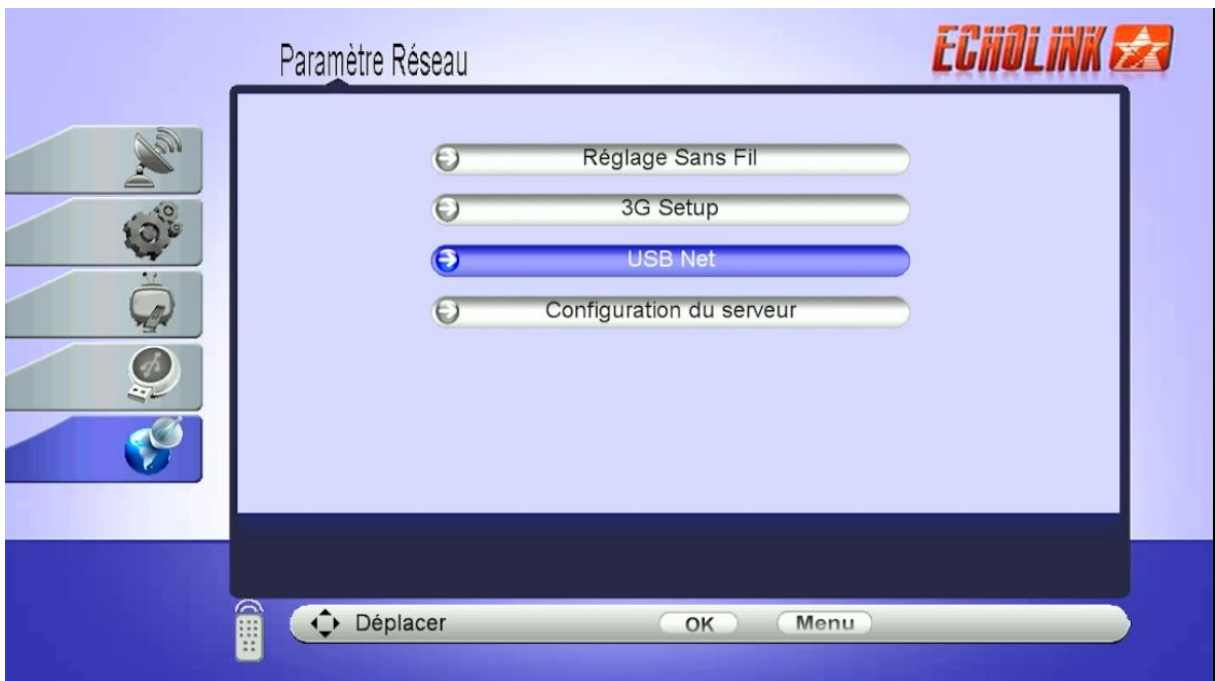 Paramètre Réseau
ECHOLINK
Réglage Sans Fil
3G Setup
USB Net
Configuration du serveur
Déplacer OK Menu